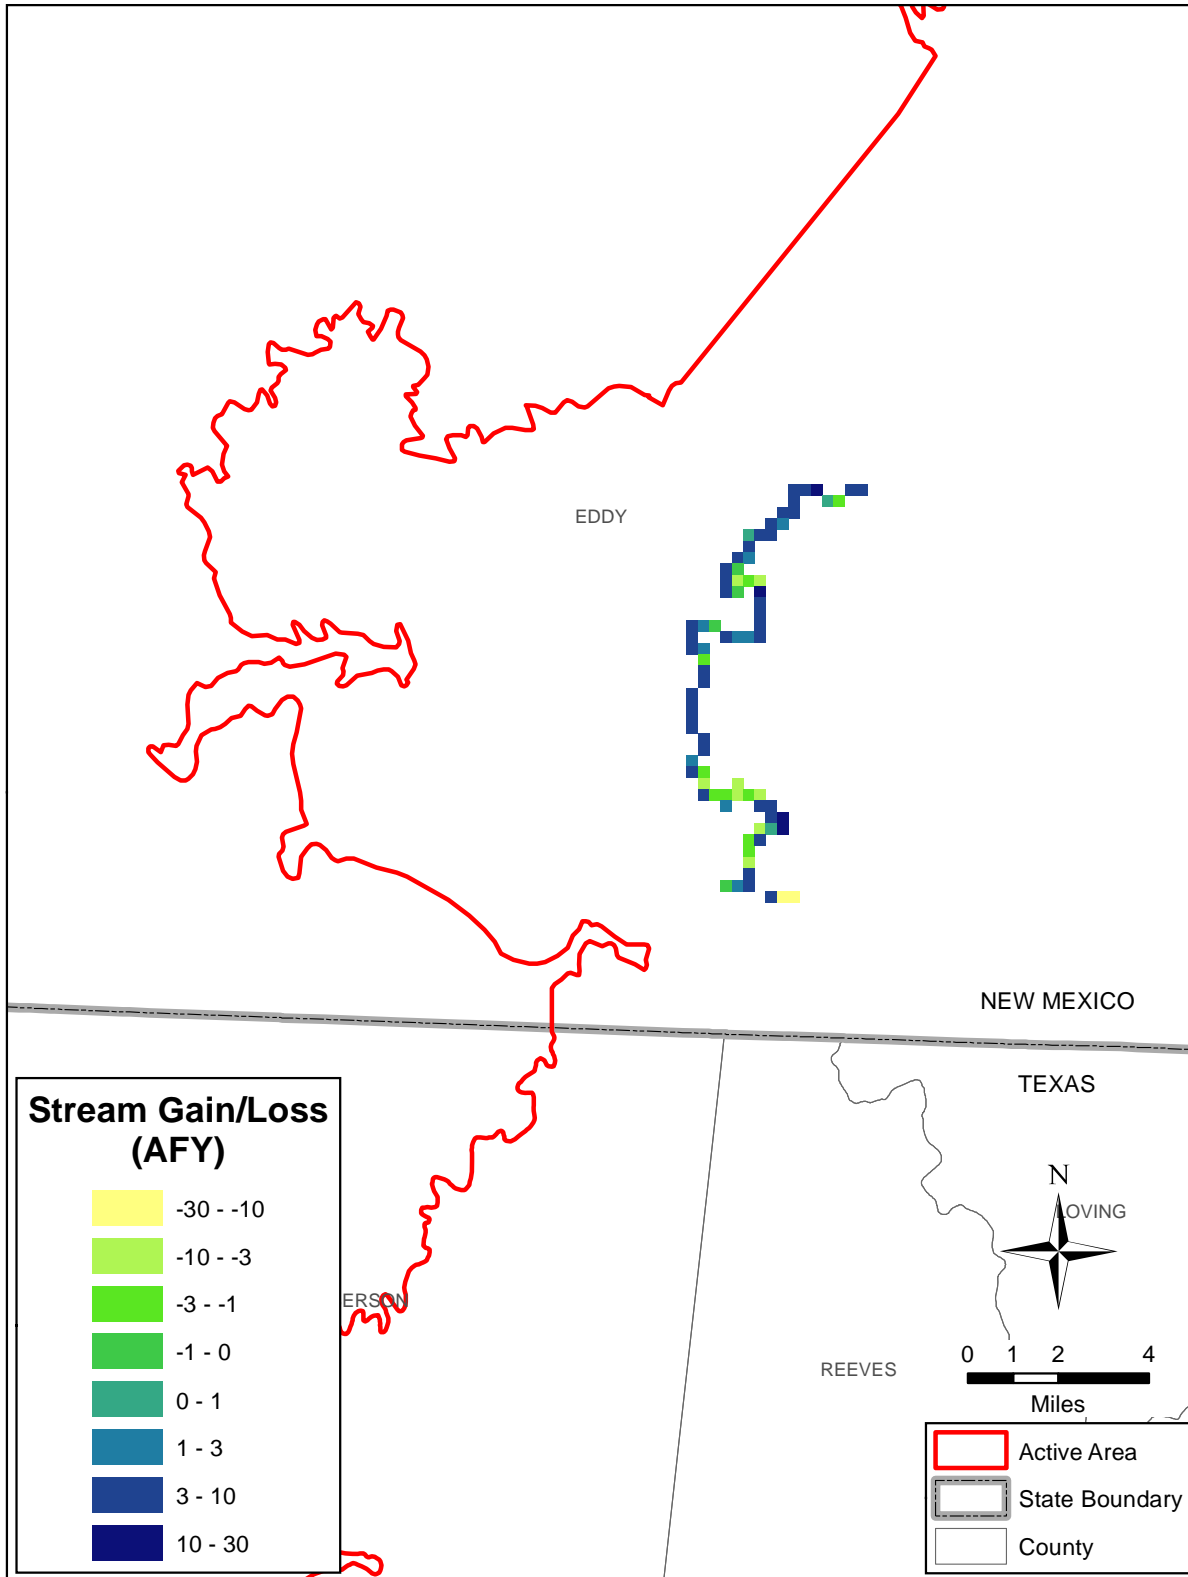 EDDY
NEW MEXICO
TEXAS
Stream Gain/Loss
(AFY)
-30 - -10
-10 - -3
-3 - -1
-1 - 0
0 - 1
1 - 3
3 - 10
10 - 30
N
LOVING
ERSON
REEVES
0 1 2 4
Miles
Active Area
State Boundary
County